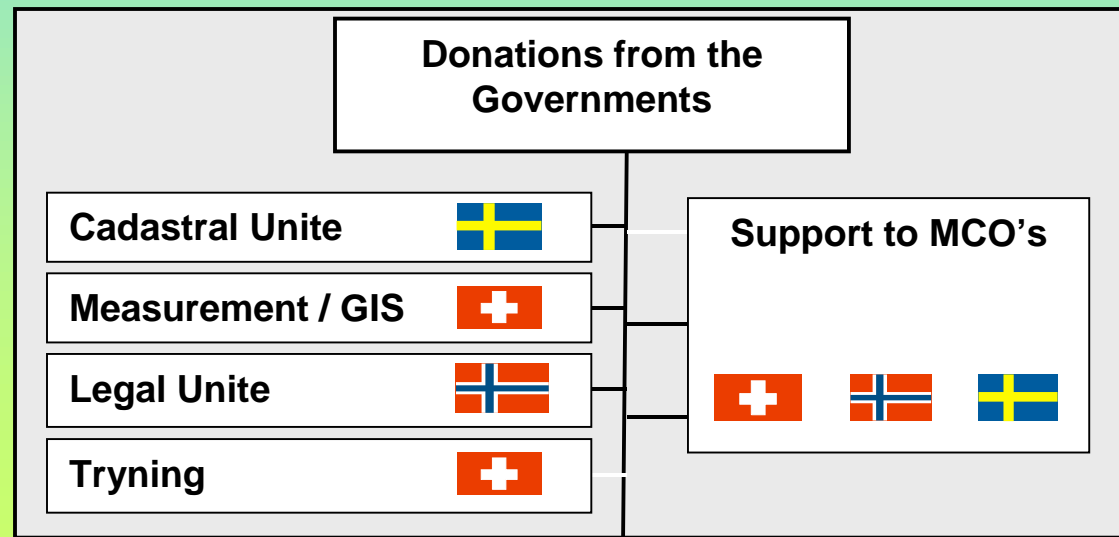 Donations from the
Governments
Cadastral Unite
Measurement / GIS
Legal Unite
Tryning
Support to MCO’s